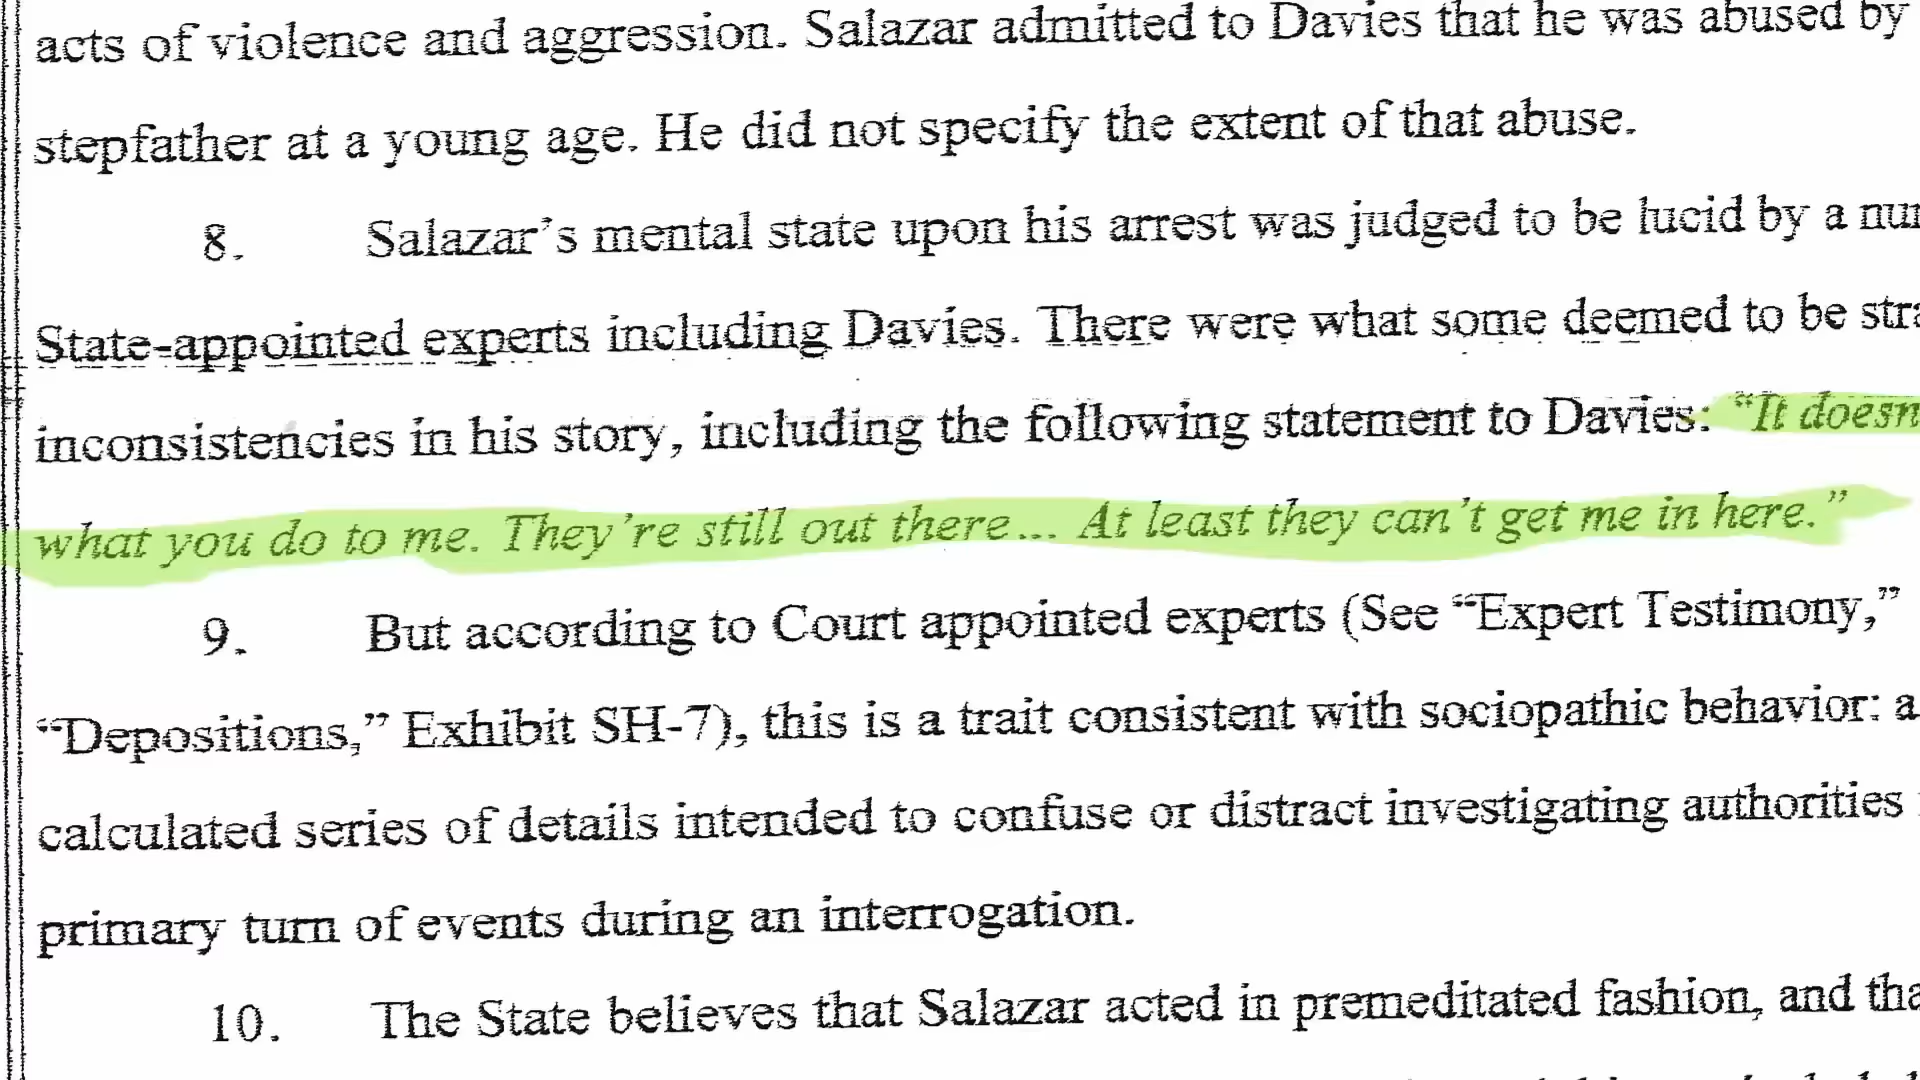 acts of violence and aggression. Salazar admitted to Davies that he was abused by
stepfather at a young age. He did not specify the extent of that abuse.
8. Salazar's mental state upon his arrest was judged to be lucid by a
State-appointed experts including Davies. There were what some deemed to be
inconsistencies in his story, including the following statement to Davies: “It doesn
what you do to me. They're still out there... At least they can't get me in here.”
9. But according to Court appointed experts (See “Expert Testimony,”
“Depositions,” Exhibit SH-7), this is a trait consistent with sociopathic behavior: a
calculated series of details intended to confuse or distract investigating authorities
primary turn of events during an interrogation.
10. The State believes that Salazar acted in premeditated fashion, and